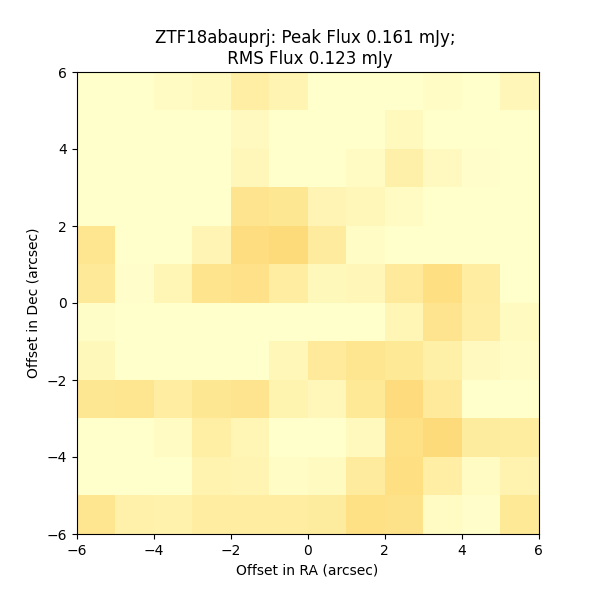 ZTF18abauprj: Peak Flux 0.161 mJy;
RMS Flux 0.123 mJy
6
4
2
0
−2
−4
−6
Offset in Dec (arcsec)
−6 −4 −2 0 2 4 6
Offset in RA (arcsec)